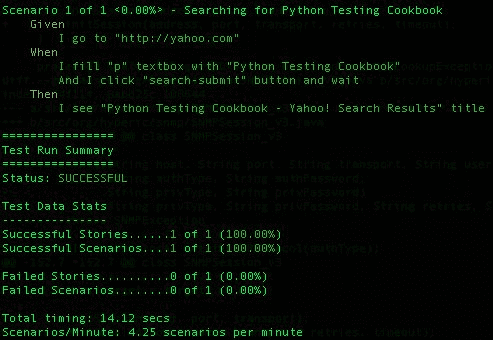 Scenario 1 of 1 <0.00%> - Searching for Python Testing Cookbook
Given
I go to "http://yahoo.com"
When
I fill "p" textbox with "Python Testing Cookbook"
And I click "search-submit" button and wait
Then
I see "Python Testing Cookbook - Yahoo! Search Results" title
================
Test Run Summary
================
Status: SUCCESSFUL
Test Data Stats
---------------
Successful Stories......1 of 1 (100.00%)
Successful Scenarios....1 of 1 (100.00%)
Failed Stories..........0 of 1 (0.00%)
Failed Scenarios........0 of 1 (0.00%)
Total timing: 14.12 secs
Scenarios/Minute: 4.25 scenarios per minute